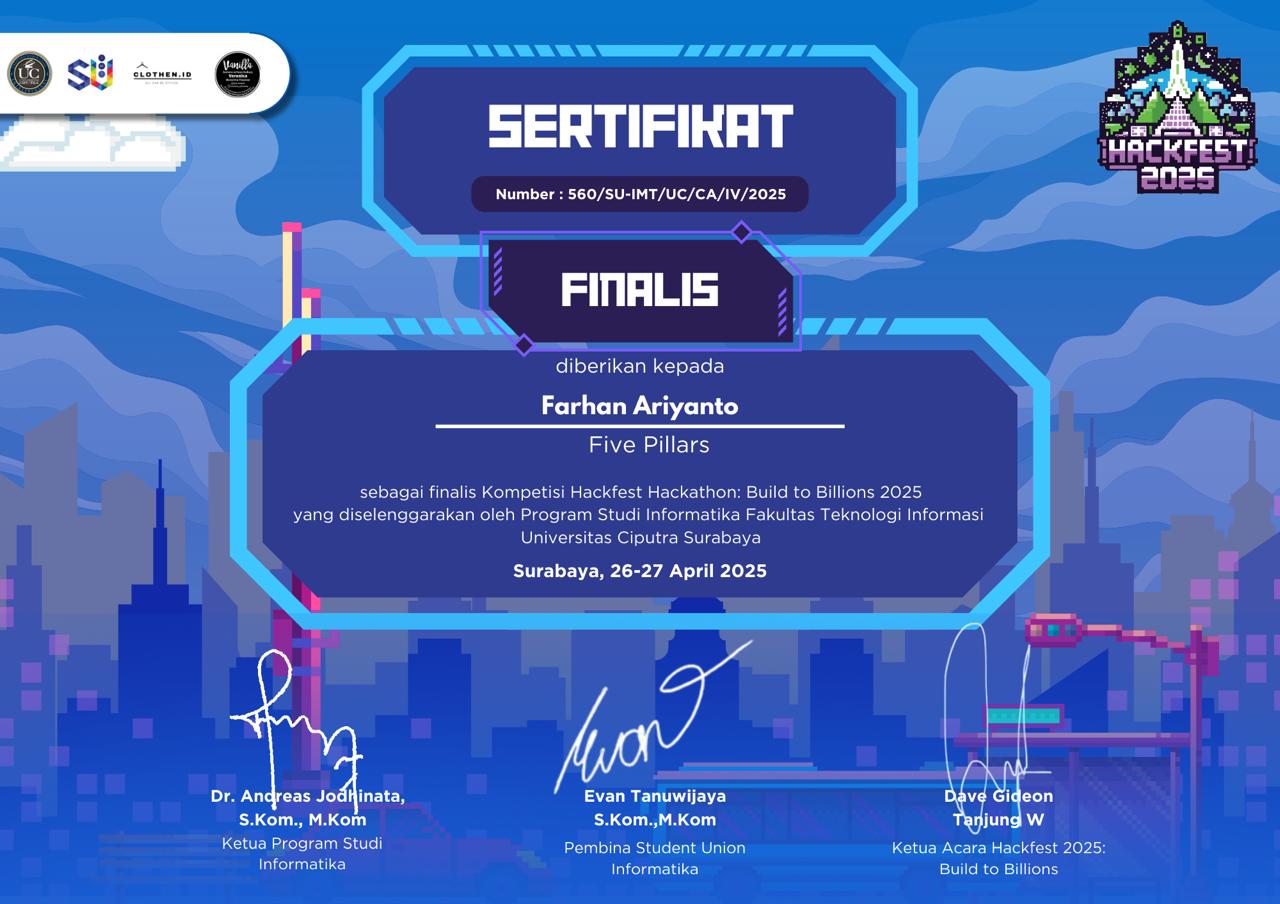 UC
SU
CLOTHEN.ID
Vanilla
HACKFEST
2025
SERTIFIKAT
Number : 560/SU-IMT/UC/CA/IV/2025
FINALIS
diberikan kepada
Farhan Ariyanto
Five Pillars
sebagai finalis Kompetisi Hackfest Hackathon: Build to Billions 2025
yang diselenggarakan oleh Program Studi Informatika Fakultas Teknologi Informasi
Universitas Ciputra Surabaya
Surabaya, 26-27 April 2025
Evan
Dr. Andreas Jodhinata,
S.Kom., M.Kom
Ketua Program Studi
Informatika
Evan Tanuwijaya
S.Kom.,M.Kom
Pembina Student Union
Informatika
Dave Gideon
Tanjung W
Ketua Acara Hackfest 2025:
Build to Billions